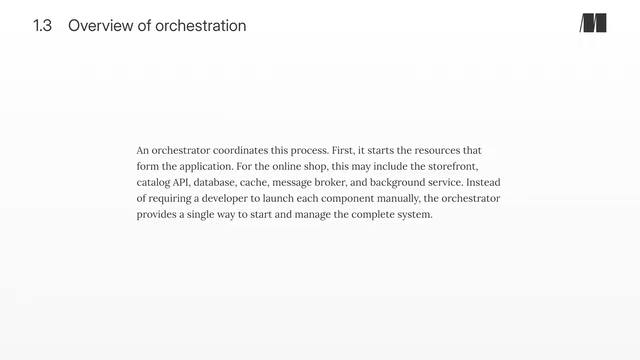 1.3 Overview of orchestration
An orchestrator coordinates this process. First, it starts the resources that
form the application. For the online shop, this may include the storefront,
catalog API, database, cache, message broker, and background service. Instead
of requiring a developer to launch each component manually, the orchestrator
provides a single way to start and manage the complete system.